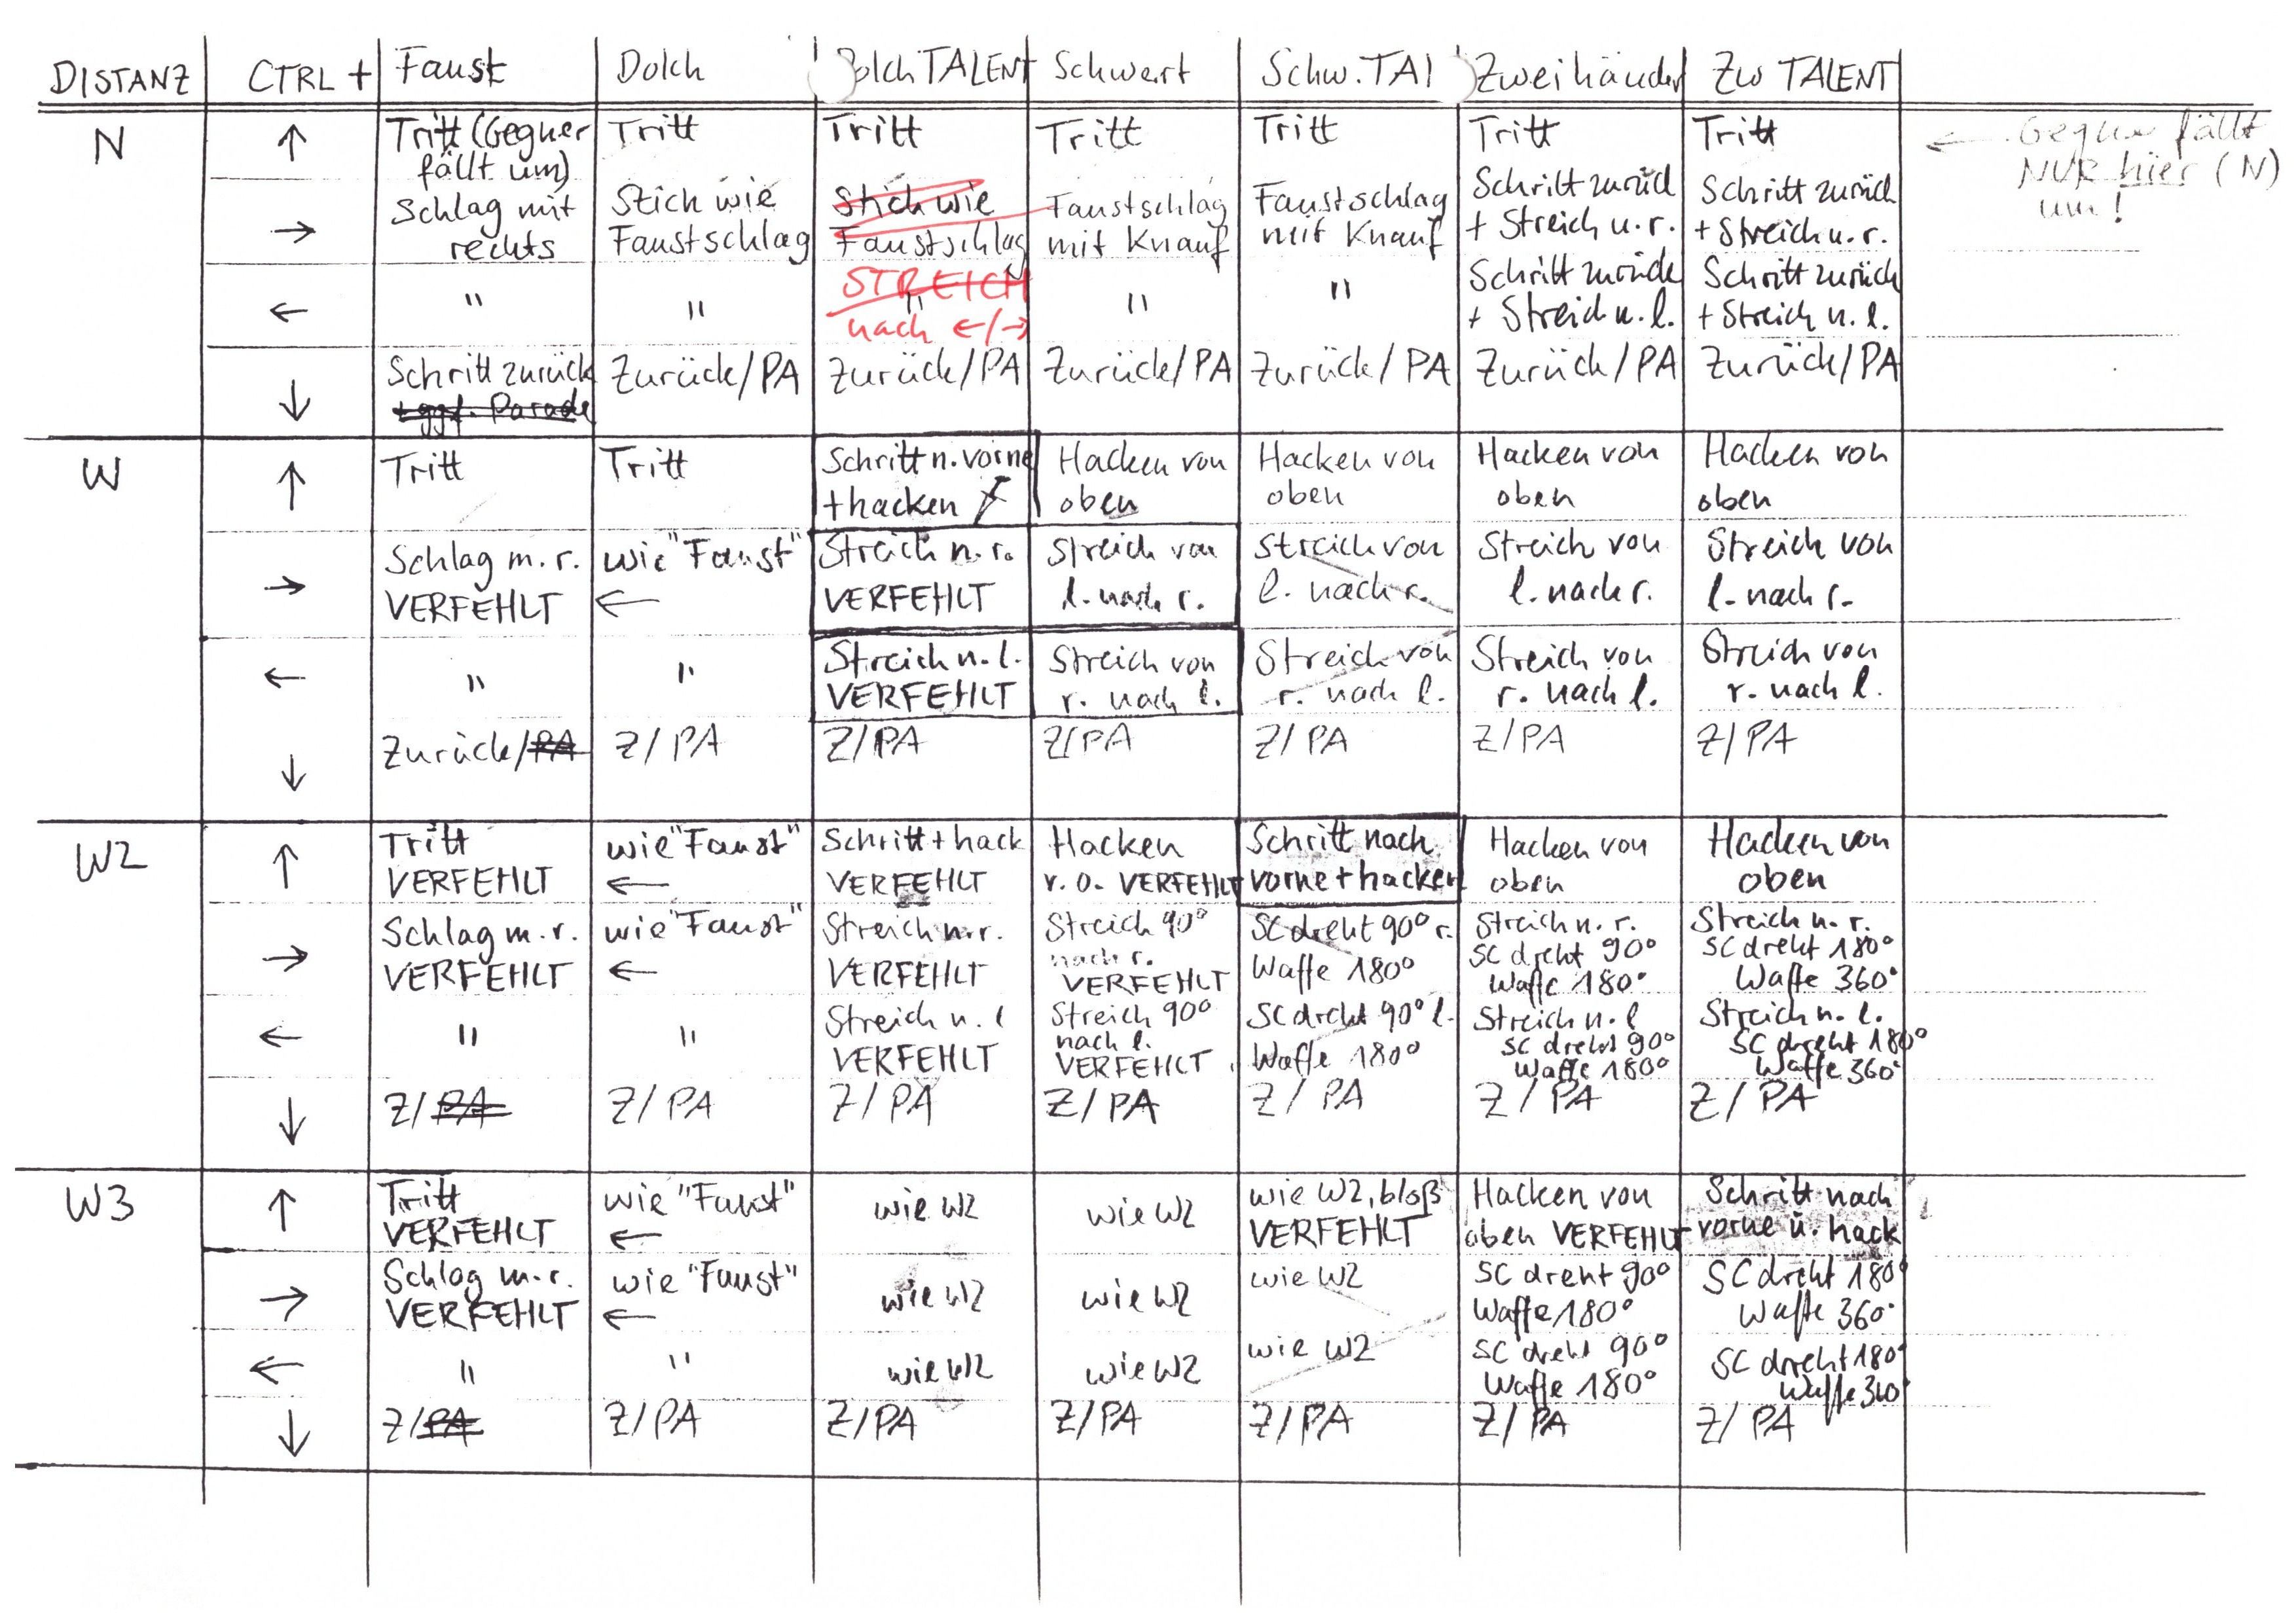 DISTANZ CTRL + Faust Dolch Dolch TALENT Schwert Schw. TAL Zweihänder Zw TALENT
N ↑ Tritt (Gegner fällt um) Tritt Tritt Tritt Tritt Tritt Tritt ← Gegner fällt NUR hier (N) um!
→ Schlag mit rechts Stich wie Faustschlag Stich wie Faustschlag Faustschlag mit Knauf Faustschlag mit Knauf Schritt zurück + Streich n. r. Schritt zurück + Streich n. r.
← " " " STREICH nach ←/→ " " Schritt zurück + Streich n. l. Schritt zurück + Streich n. l.
↓ Schritt zurück + ggf. Parade Zurück/PA Zurück/PA Zurück/PA Zurück/PA Zurück/PA Zurück/PA
W ↑ Tritt Tritt Schritt n. vorne + hacken Hacken von oben Hacken von oben Hacken von oben Hacken von oben
→ Schlag m. r. VERFEHLT wie "Faust" ← Streich n. r. VERFEHLT Streich von l. nach r. Streich von l. nach r. Streich von l. nach r. Streich von l. nach r.
← " " Streich n. l. VERFEHLT Streich von r. nach l. Streich von r. nach l. Streich von r. nach l. Streich von r. nach l.
↓ Zurück/PA Z/PA Z/PA Z/PA Z/PA Z/PA Z/PA
W2 ↑ Tritt VERFEHLT wie "Faust" ← Schritt + hack VERFEHLT Hacken v. o. VERFEHLT Schritt nach vorne + hacken Hacken von oben Hacken von oben
→ Schlag m. r. VERFEHLT wie "Faust" ← Streich n. r. VERFEHLT Streich 90° nach r. VERFEHLT SC dreht 90° r. Waffe 180° Streich n. r. SC dreht 90° Waffe 180° Streich n. r. SC dreht 180° Waffe 360°
← " " Streich n. l VERFEHLT Streich 90° nach l. VERFEHLT SC dreht 90° l. Waffe 180° Streich n. l SC dreht 90° Waffe 180° Streich n. l. SC dreht 180° Waffe 360°
↓ Z/PA Z/PA Z/PA Z/PA Z/PA Z/PA Z/PA
W3 ↑ Tritt VERFEHLT wie "Faust" ← wie W2 wie W2 wie W2, bloß VERFEHLT Hacken von oben VERFEHLT Schritt nach vorne u. hack
→ Schlag m. r. VERFEHLT wie "Faust" ← wie W2 wie W2 wie W2 SC dreht 90° Waffe 180° SC dreht 180° Waffe 360°
← " " wie W2 wie W2 wie W2 SC dreht 90° Waffe 180° SC dreht 180° Waffe 360
↓ Z/PA Z/PA Z/PA Z/PA Z/PA Z/PA Z/PA